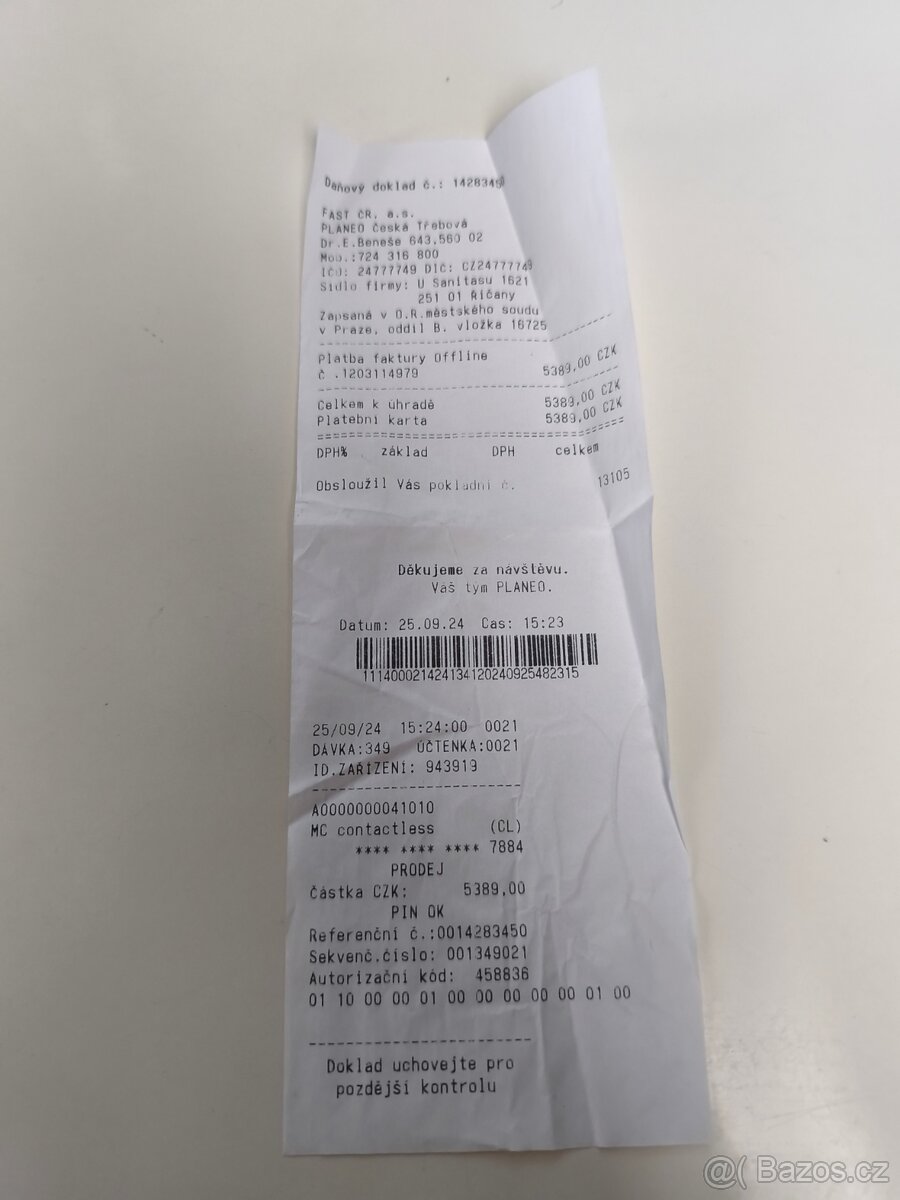 Daňový doklad č.: 14283450
FAST ČR, a.s.
PLANEO Česká Třebová
Dr.E.Beneše 643,560 02
Mob.:724 316 800
IČO: 24777749 DIČ: CZ24777749
Sídlo firmy: U Sanitasu 1621
251 01 Říčany
Zapsaná v O.R.městského soudu
v Praze, oddíl B. vložka 16725
Platba faktury Offline
č .1203114979 5389,00 CZK
Celkem k úhradě 5389,00 CZK
Platební karta 5389,00 CZK
DPH% základ DPH celkem
Obsloužil Vás pokladní č. 13105
Děkujeme za návštěvu.
Váš tým PLANEO.
Datum: 25.09.24 Čas: 15:23
1114000214241341202409254823​15
25/09/24 15:24:00 0021
DÁVKA:349 ÚČTENKA:0021
ID.ZAŘÍZENÍ: 943919
A0000000041010
MC contactless (CL)
**** **** **** 7884
PRODEJ
Částka CZK: 5389,00
PIN OK
Referenční č.:0014283450
Sekvenč.číslo: 001349021
Autorizační kód: 458836
01 10 00 00 01 00 00 00 00 00 01 00
Doklad uchovejte pro
pozdější kontrolu
@( Bazos.cz